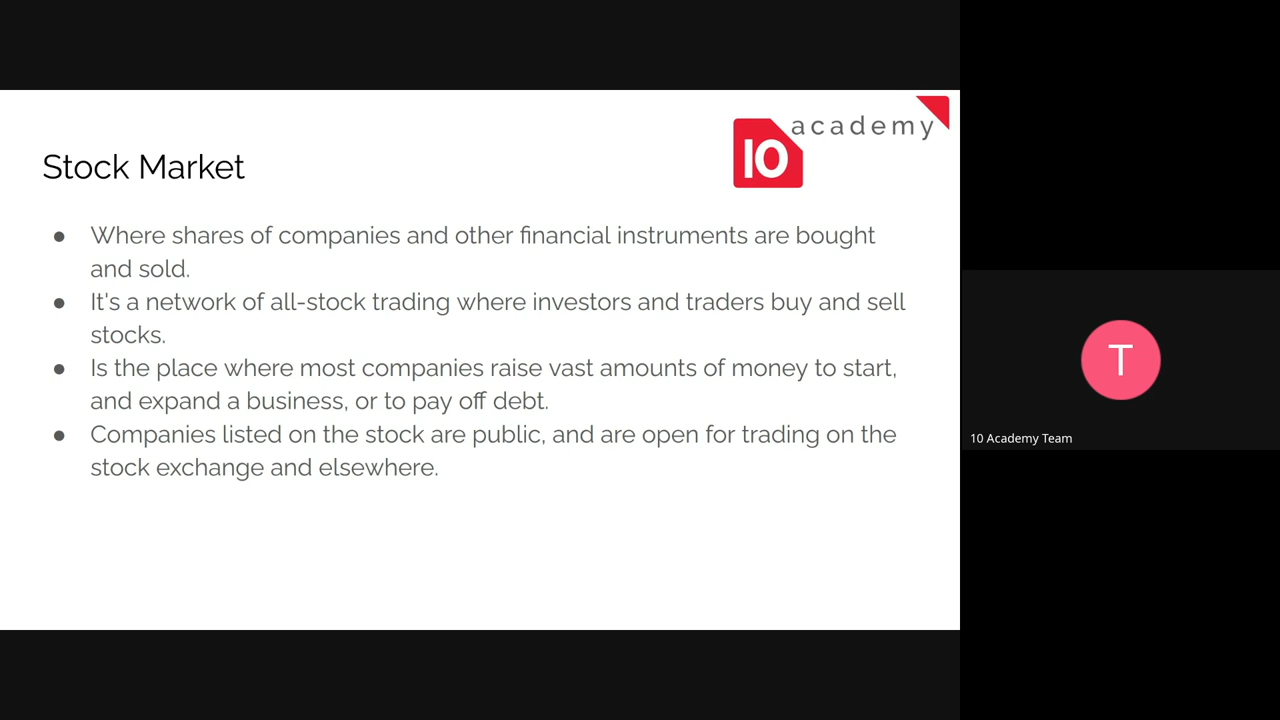 10 academy
Stock Market
● Where shares of companies and other financial instruments are bought
and sold.
● It's a network of all-stock trading where investors and traders buy and sell
stocks.
● Is the place where most companies raise vast amounts of money to start,
and expand a business, or to pay off debt.
● Companies listed on the stock are public, and are open for trading on the
stock exchange and elsewhere.
T
10 Academy Team